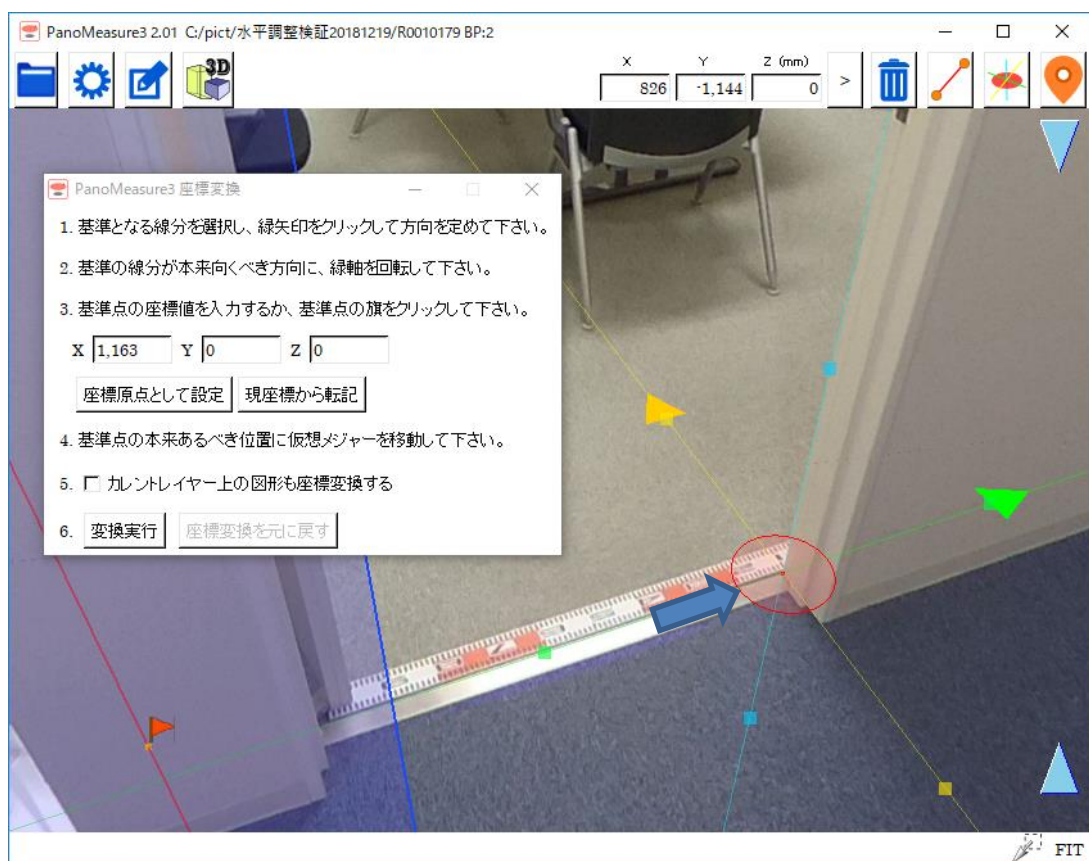 PanoMeasure3 2.01 C:/pict/水平調整検証20181219/R0010179 BP:2
3D
X Y Z (mm)
826 -1,144 0 >
PanoMeasure3 座標変換
1. 基準となる線分を選択し、緑矢印をクリックして方向を定めて下さい。
2. 基準の線分が本来向くべき方向に、緑軸を回転して下さい。
3. 基準点の座標値を入力するか、基準点の旗をクリックして下さい。
X 1,163 Y 0 Z 0
座標原点として設定 現座標から転記
4. 基準点の本来あるべき位置に仮想メジャーを移動して下さい。
5. カレントレイヤー上の図形も座標変換する
6. 変換実行 座標変換を元に戻す
FIT